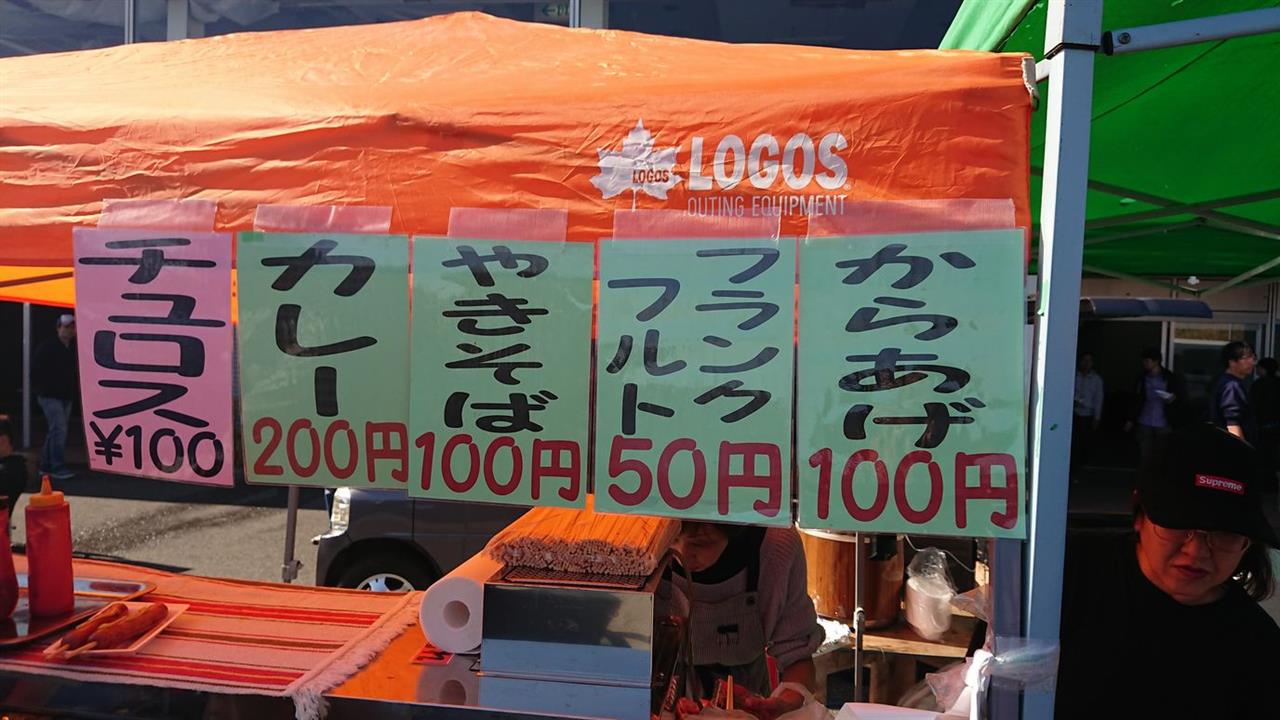 LOGOS
LOGOS
OUTING EQUIPMENT
チュロス
¥100
カレー
200円
やきそば
100円
フランク
フルト
50円
からあげ
100円
Supreme